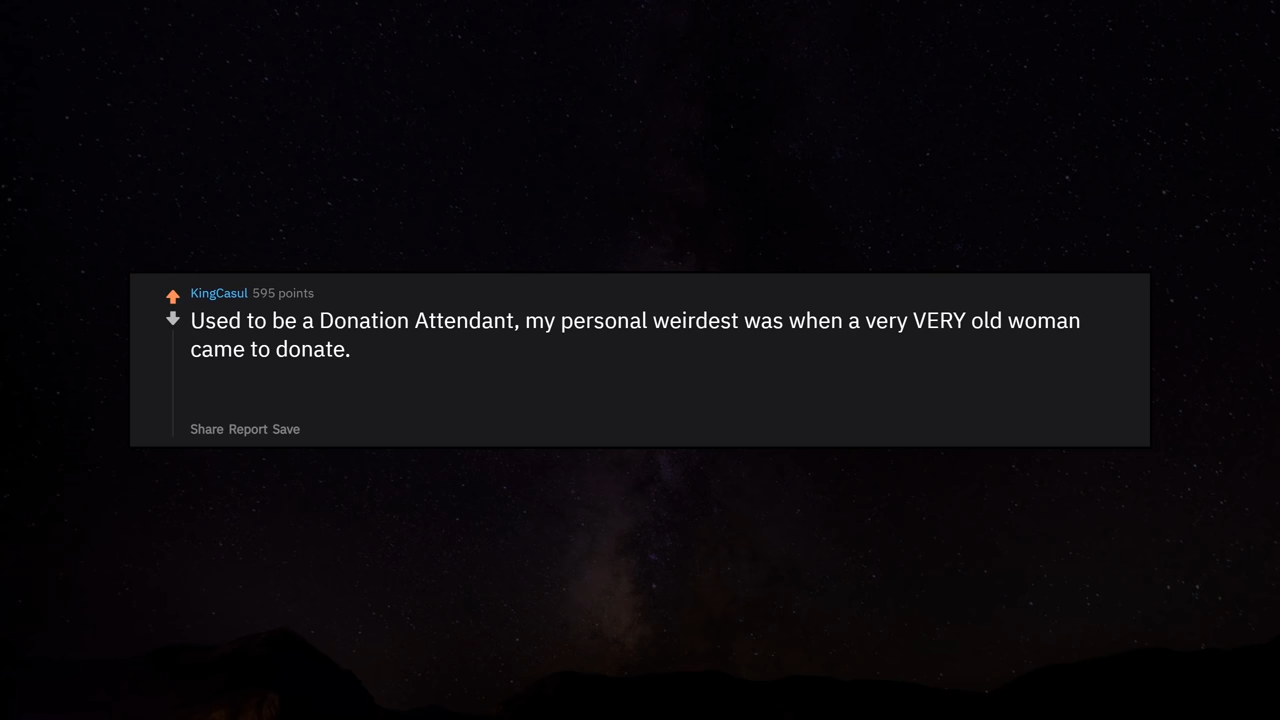 KingCasul 595 points
Used to be a Donation Attendant, my personal weirdest was when a very VERY old woman
came to donate.
Share Report Save